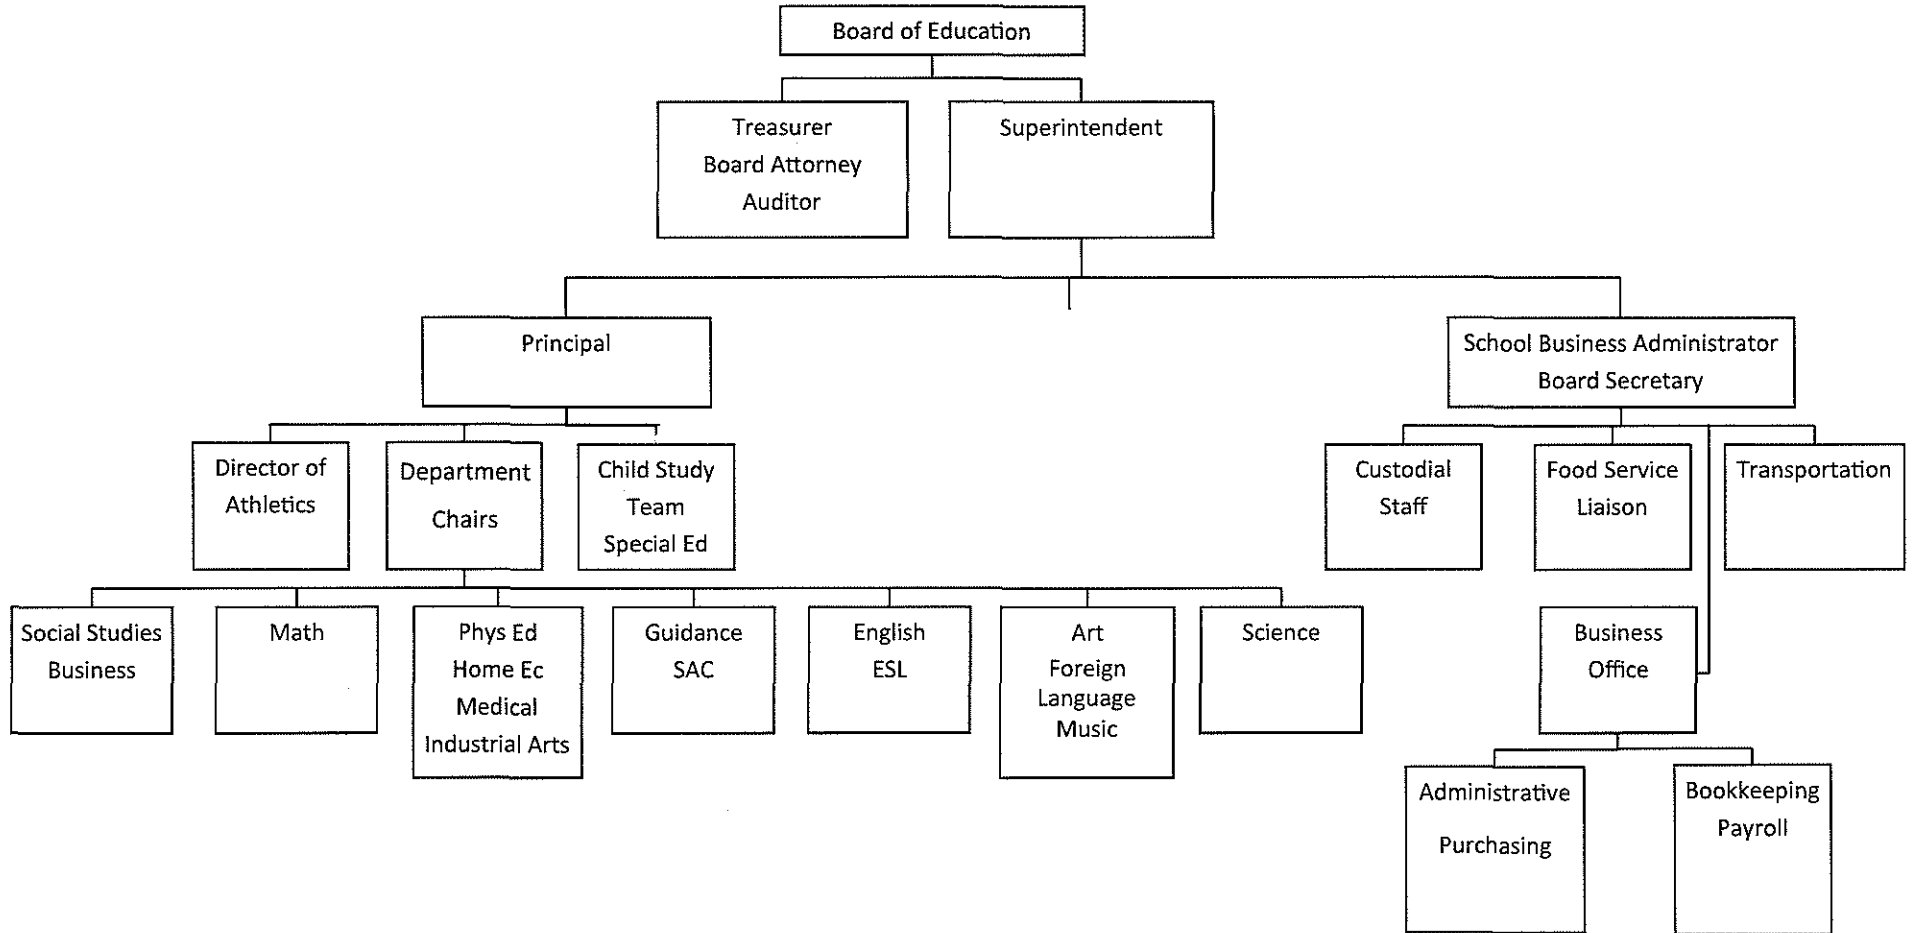 Board of Education
Treasurer
Board Attorney
Auditor
Superintendent
Principal
School Business Administrator
Board Secretary
Director of
Athletics
Department
Chairs
Child Study
Team
Special Ed
Custodial
Staff
Food Service
Liaison
Transportation
Social Studies
Business
Math
Phys Ed
Home Ec
Medical
Industrial Arts
Guidance
SAC
English
ESL
Art
Foreign
Language
Music
Science
Business
Office
Administrative
Purchasing
Bookkeeping
Payroll